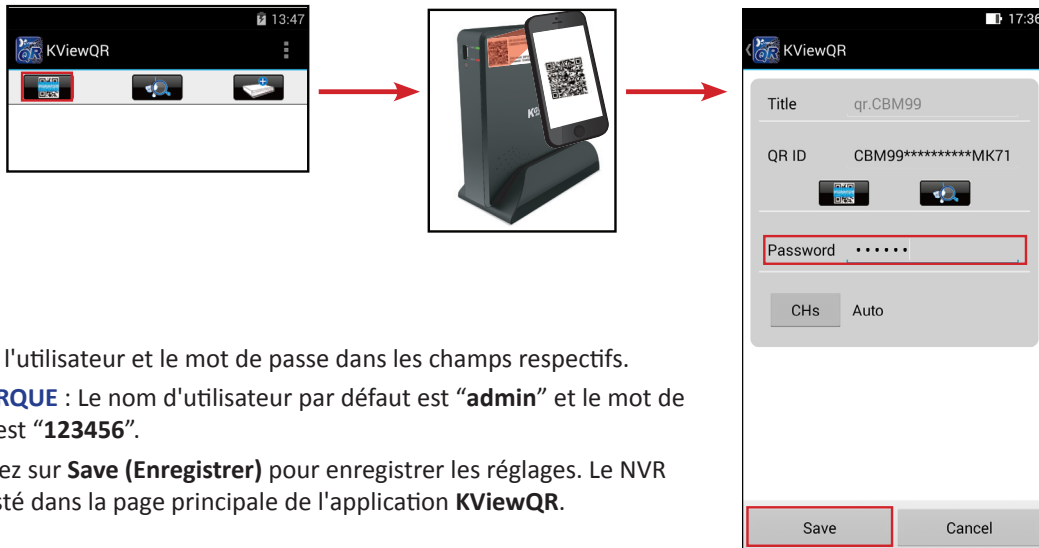 13:47
KViewQR
17:36
KViewQR
Title qr.CBM99
QR ID CBM99**********MK71
Password ••••••
CHs Auto
Save Cancel
l'utilisateur et le mot de passe dans les champs respectifs.
RQUE : Le nom d'utilisateur par défaut est “admin” et le mot de
est “123456”.
ez sur Save (Enregistrer) pour enregistrer les réglages. Le NVR
sté dans la page principale de l'application KViewQR.